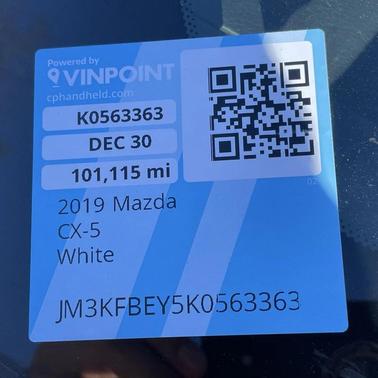 Powered by
VINPOINT
cphandheld.com
K0563363
DEC 30
101,115 mi
2019 Mazda
CX-5
White
JM3KFBEY5K0563363